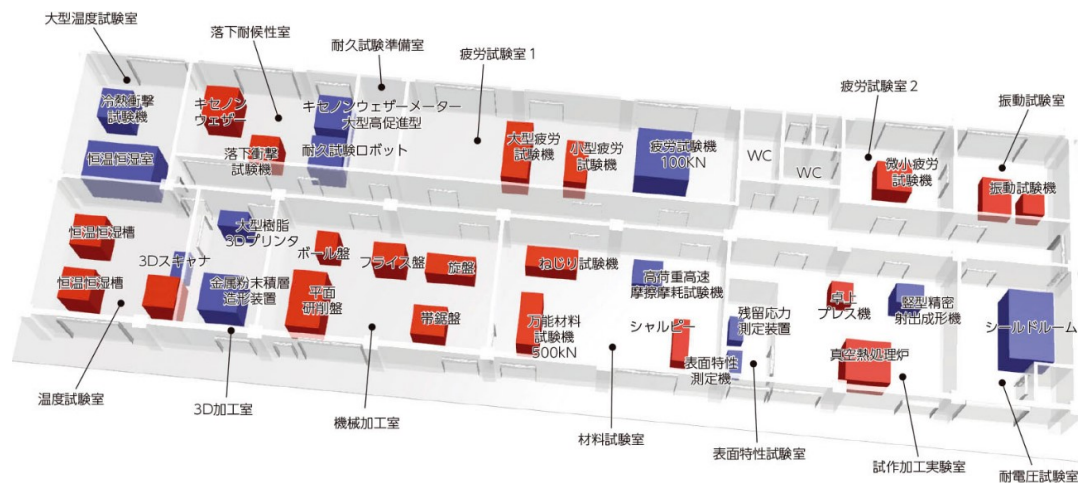 大型温度試験室
落下耐候性室
耐久試験準備室
疲労試験室1
疲労試験室2
振動試験室
冷熱衝撃
試験機
恒温恒湿室
キセノン
ウェザー
落下衝撃
試験機
キセノンウェザーメーター
大型高促進型
耐久試験ロボット
大型疲労
試験機
小型疲労
試験機
疲労試験機
100KN
WC
WC
微小疲労
試験機
振動試験機
恒温恒湿槽
恒温恒湿槽
3Dスキャナ
大型樹脂
3Dプリンタ
金属粉末積層
造形装置
ボール盤
平面
研削盤
フライス盤
旋盤
帯鋸盤
ねじり試験機
万能材料
試験機
500kN
高荷重高速
摩擦摩耗試験機
シャルピー
残留応力
測定装置
表面特性
測定機
卓上
プレス機
竪型精密
射出成形機
真空熱処理炉
シールドルーム
温度試験室
3D加工室
機械加工室
材料試験室
表面特性試験室
試作加工実験室
耐電圧試験室